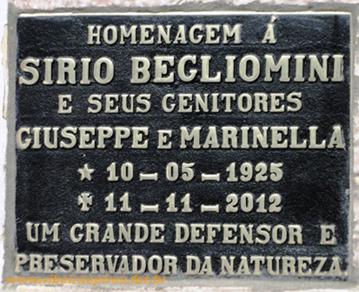 HOMENAGEM Á
SIRIO BEGLIOMINI
E SEUS GENITORES
GIUSEPPE E MARINELLA
★ 10 – 05 – 1925
✝ 11 – 11 – 2012
UM GRANDE DEFENSOR E
PRESERVADOR DA NATUREZA